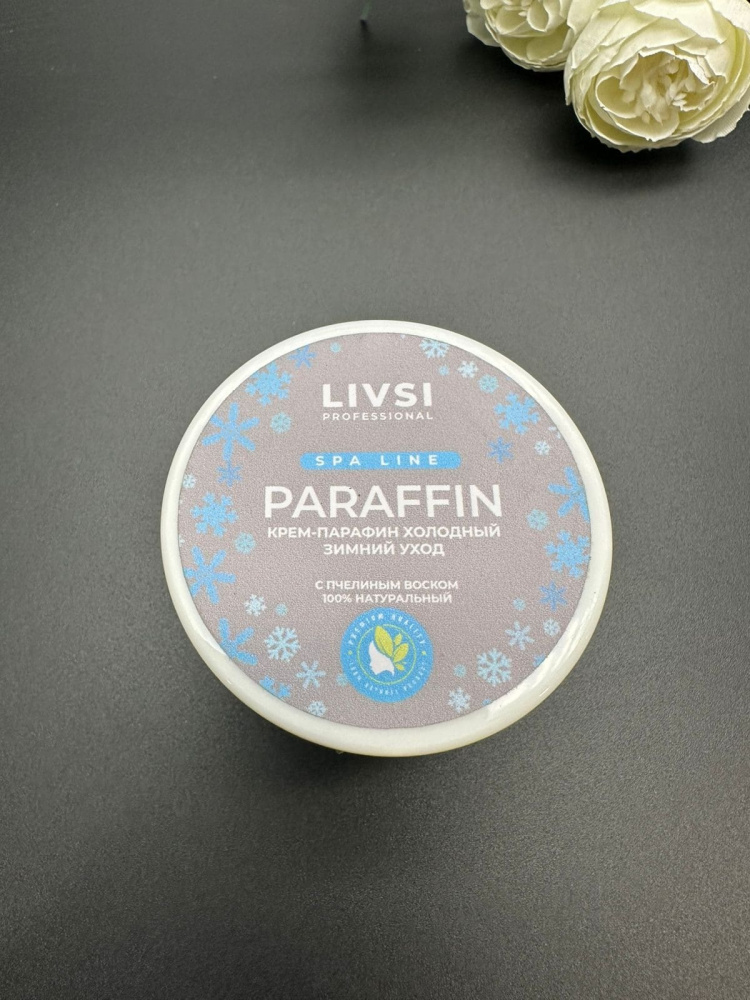 LIVSI
PROFESSIONAL
SPA LINE
PARAFFIN
КРЕМ-ПАРАФИН ХОЛОДНЫЙ
ЗИМНИЙ УХОД
С ПЧЕЛИНЫМ ВОСКОМ
100% НАТУРАЛЬНЫЙ
PREMIUM QUALITY